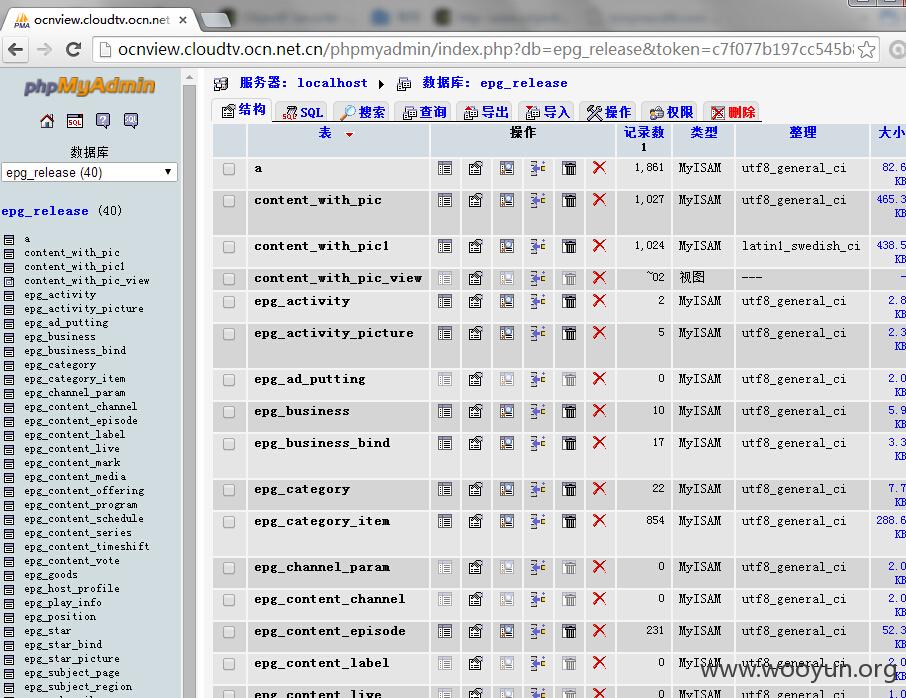 ocnview.cloudtv.ocn.net
ocnview.cloudtv.ocn.net.cn/phpmyadmin/index.php?db=epg_release&token=c7f077b197cc545b
phpMyAdmin
数据库
epg_release (40)
epg_release (40)
a
content_with_pic
content_with_pic1
content_with_pic_view
epg_activity
epg_activity_picture
epg_ad_putting
epg_business
epg_business_bind
epg_category
epg_category_item
epg_channel_param
epg_content_channel
epg_content_episode
epg_content_label
epg_content_live
epg_content_mark
epg_content_media
epg_content_offering
epg_content_program
epg_content_schedule
epg_content_series
epg_content_timeshift
epg_content_vote
epg_goods
epg_host_profile
epg_play_info
epg_position
epg_star
epg_star_bind
epg_star_picture
epg_subject_page
epg_subject_region
服务器: localhost ▸ 数据库: epg_release
结构 SQL 搜索 查询 导出 导入 操作 权限 删除
表 操作 记录数 1 类型 整理 大小
a 1,861 MyISAM utf8_general_ci 82.6 KB
content_with_pic 1,027 MyISAM utf8_general_ci 465.3 KB
content_with_pic1 1,024 MyISAM latin1_swedish_ci 438.5 KB
content_with_pic_view ~02 视图 --- -
epg_activity 2 MyISAM utf8_general_ci 2.8 KB
epg_activity_picture 5 MyISAM utf8_general_ci 2.3 KB
epg_ad_putting 0 MyISAM utf8_general_ci 2.0 KB
epg_business 10 MyISAM utf8_general_ci 5.9 KB
epg_business_bind 17 MyISAM utf8_general_ci 3.3 KB
epg_category 22 MyISAM utf8_general_ci 7.7 KB
epg_category_item 854 MyISAM utf8_general_ci 288.6 KB
epg_channel_param 0 MyISAM utf8_general_ci 2.0 KB
epg_content_channel 0 MyISAM utf8_general_ci 2.0 KB
epg_content_episode 231 MyISAM utf8_general_ci 52.3 KB
epg_content_label 0 MyISAM utf8_general_ci 2.0 KB
epg_content_live 0 MyISAM utf8_general_ci
www.wooyun.org